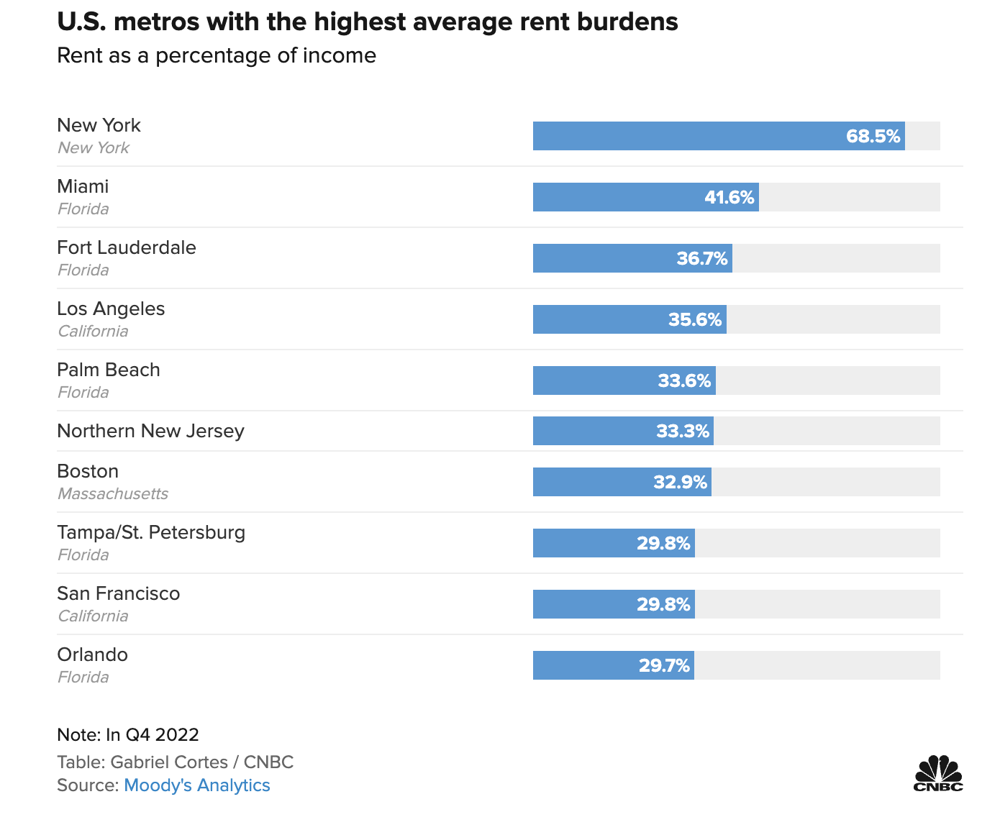 U.S. metros with the highest average rent burdens
Rent as a percentage of income
New York
New York
68.5%
Miami
Florida
41.6%
Fort Lauderdale
Florida
36.7%
Los Angeles
California
35.6%
Palm Beach
Florida
33.6%
Northern New Jersey
33.3%
Boston
Massachusetts
32.9%
Tampa/St. Petersburg
Florida
29.8%
San Francisco
California
29.8%
Orlando
Florida
29.7%
Note: In Q4 2022
Table: Gabriel Cortes / CNBC
Source: Moody's Analytics
CNBC